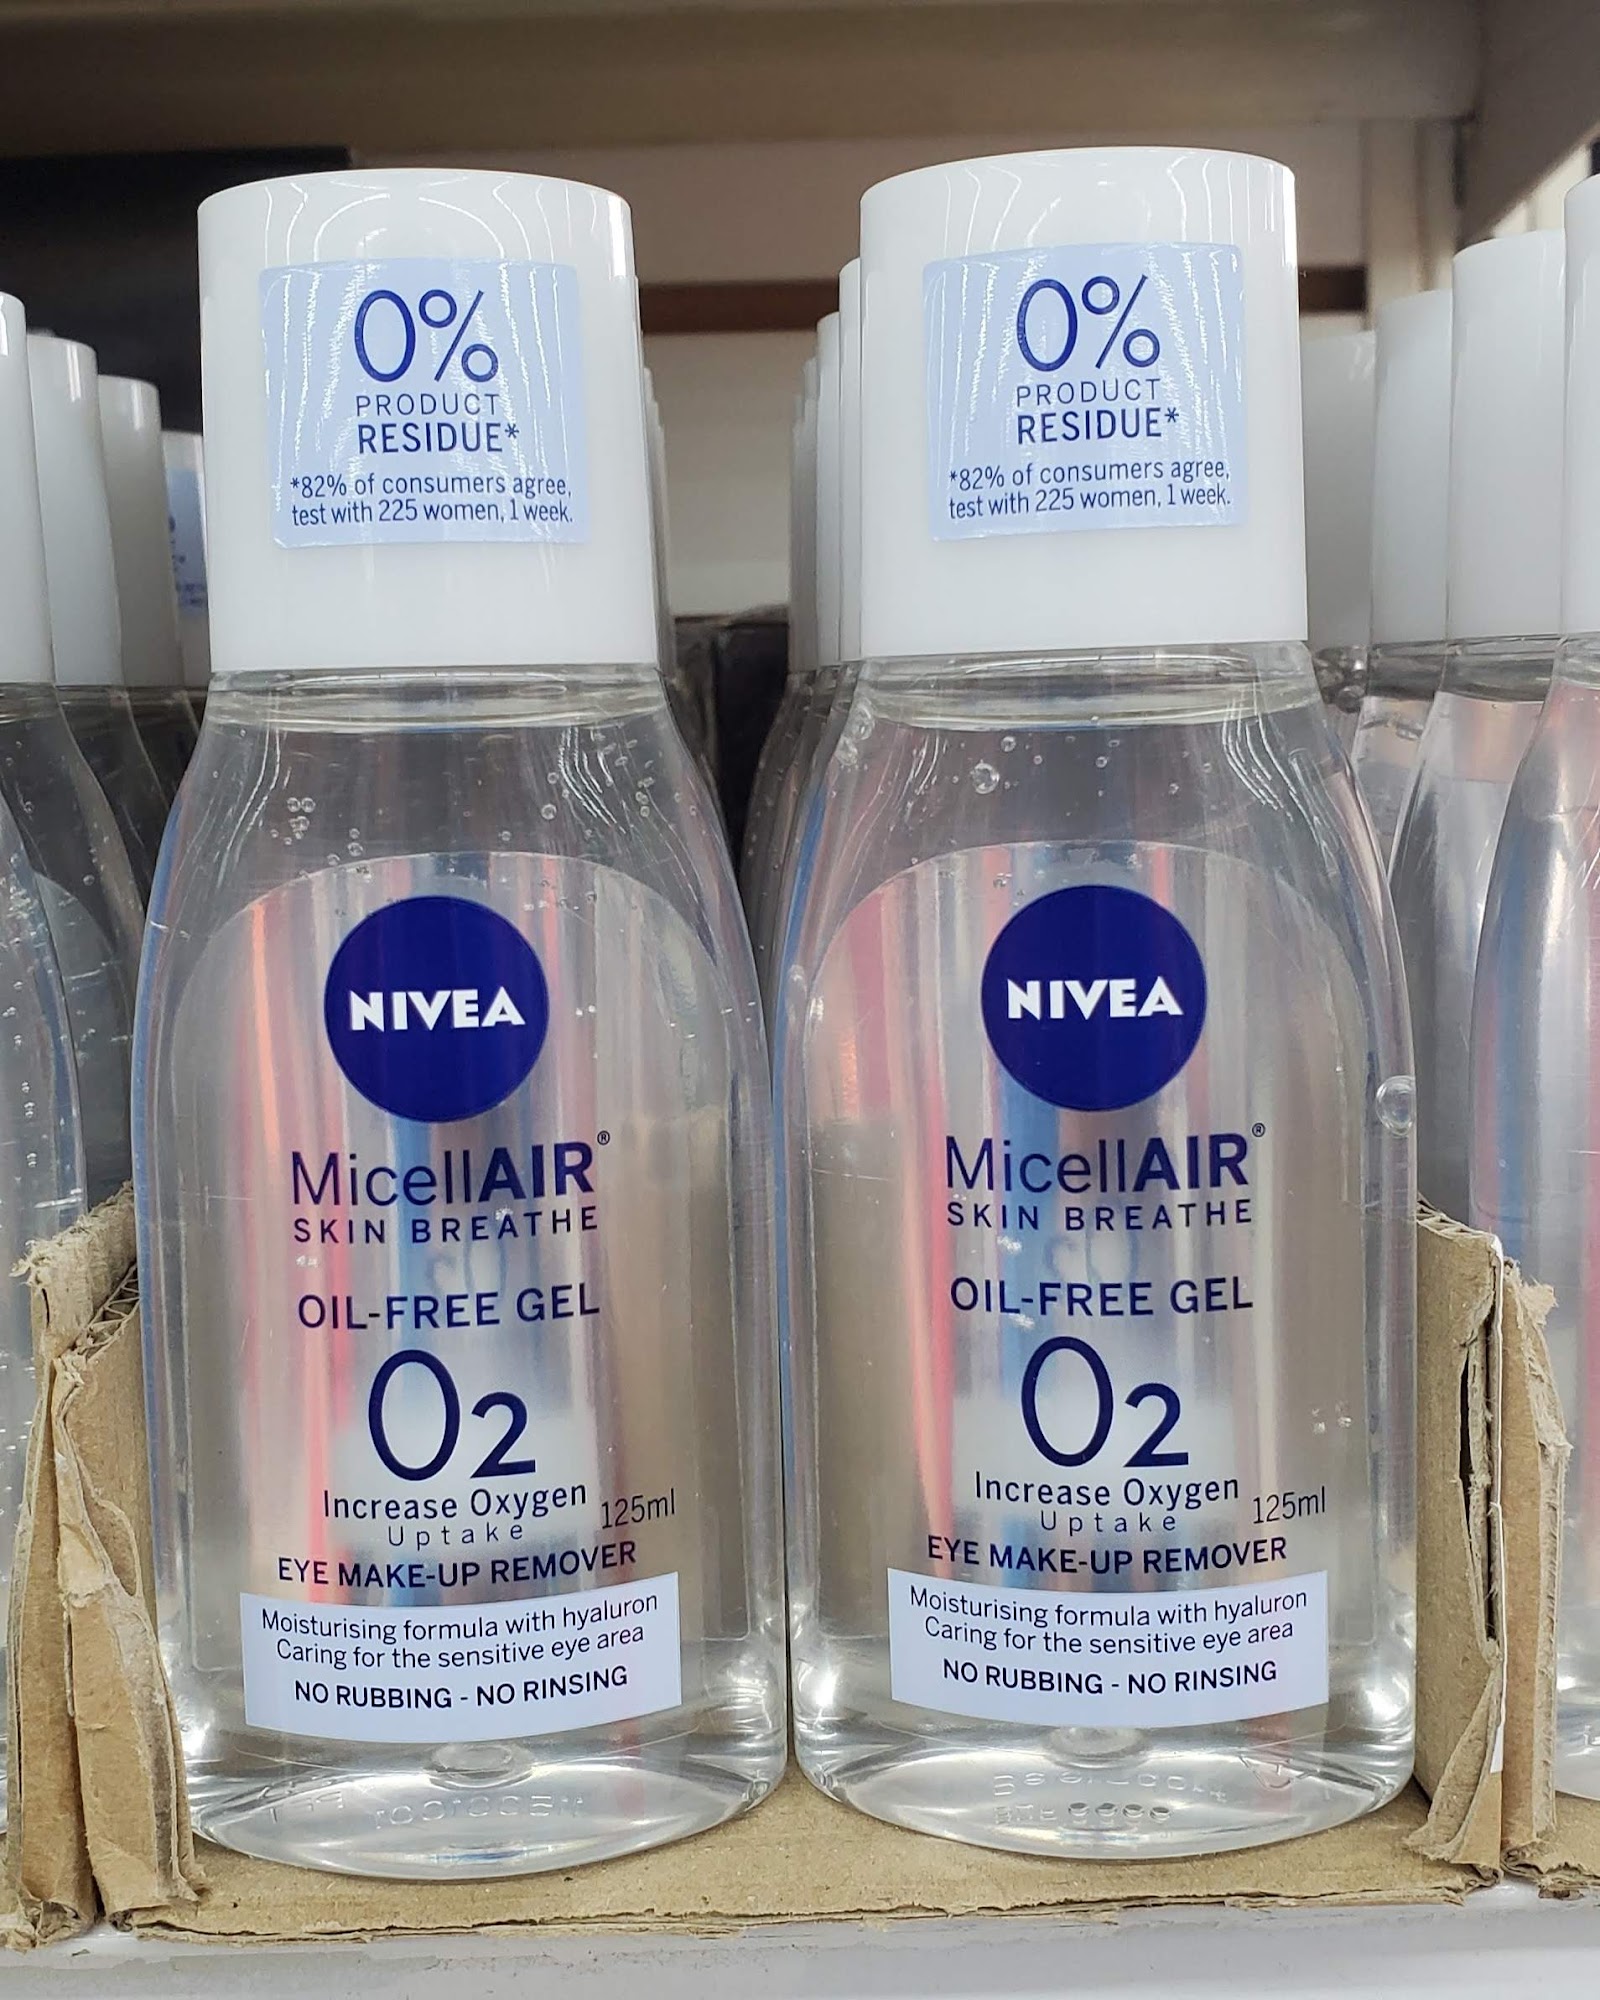 0%
PRODUCT
RESIDUE*
*82% of consumers agree,
test with 225 women, 1 week.
NIVEA
MicellAIR®
SKIN BREATHE
OIL-FREE GEL
O2
Increase Oxygen
Uptake
125ml
EYE MAKE-UP REMOVER
Moisturising formula with hyaluron
Caring for the sensitive eye area
NO RUBBING - NO RINSING
0%
PRODUCT
RESIDUE*
*82% of consumers agree,
test with 225 women, 1 week.
NIVEA
MicellAIR®
SKIN BREATHE
OIL-FREE GEL
O2
Increase Oxygen
Uptake
125ml
EYE MAKE-UP REMOVER
Moisturising formula with hyaluron
Caring for the sensitive eye area
NO RUBBING - NO RINSING